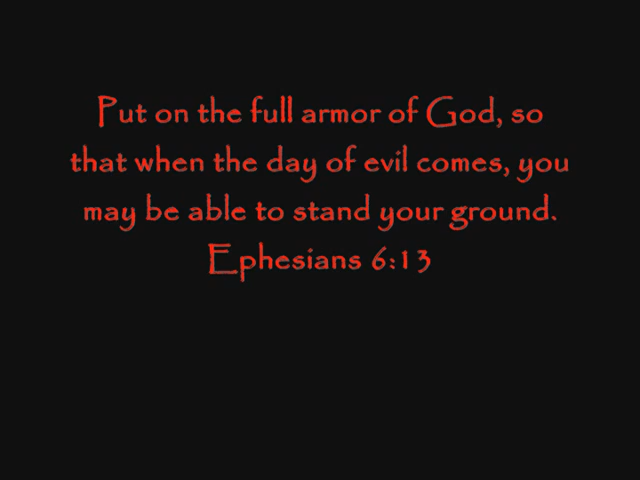 Put on the full armor of God, so
that when the day of evil comes, you
may be able to stand your ground.
Ephesians 6:13